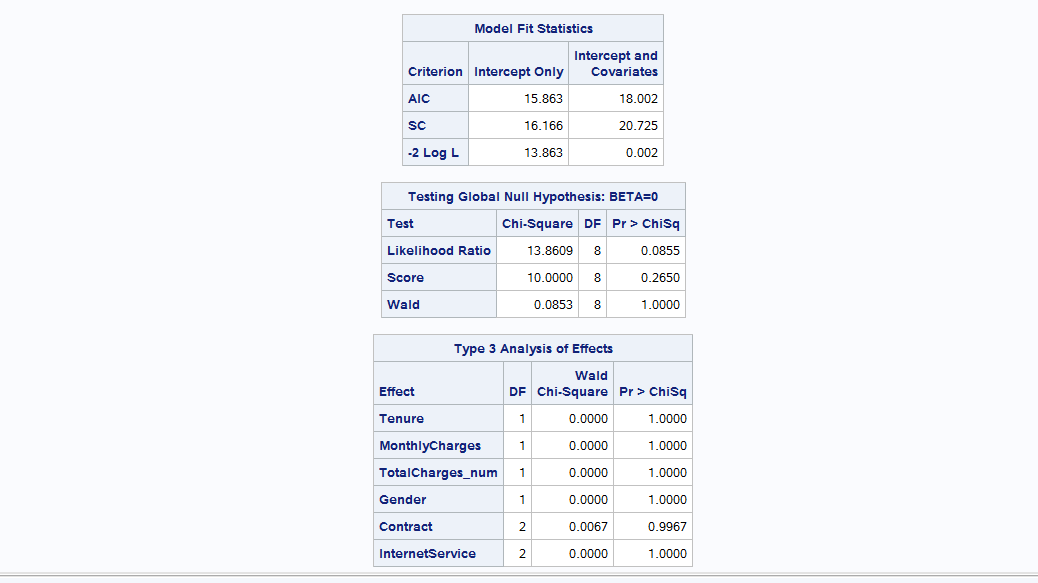 Model Fit Statistics
Criterion Intercept Only Intercept and Covariates
AIC 15.863 18.002
SC 16.166 20.725
-2 Log L 13.863 0.002
Testing Global Null Hypothesis: BETA=0
Test Chi-Square DF Pr > ChiSq
Likelihood Ratio 13.8609 8 0.0855
Score 10.0000 8 0.2650
Wald 0.0853 8 1.0000
Type 3 Analysis of Effects
Effect DF Wald Chi-Square Pr > ChiSq
Tenure 1 0.0000 1.0000
MonthlyCharges 1 0.0000 1.0000
TotalCharges_num 1 0.0000 1.0000
Gender 1 0.0000 1.0000
Contract 2 0.0067 0.9967
InternetService 2 0.0000 1.0000